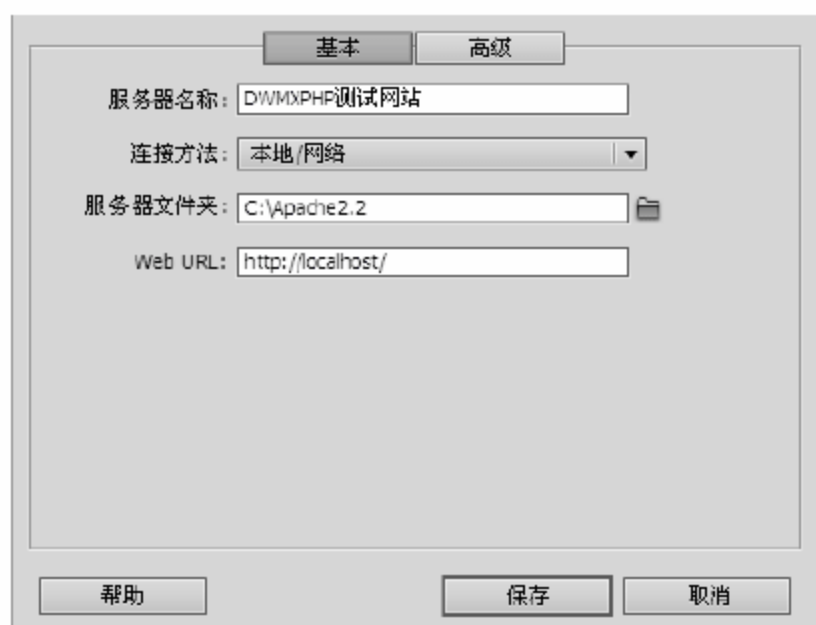 基本 高级
服务器名称: DWMXPHP测试网站
连接方法: 本地/网络
服务器文件夹: C:\Apache2.2
Web URL: http://localhost/
帮助 保存 取消